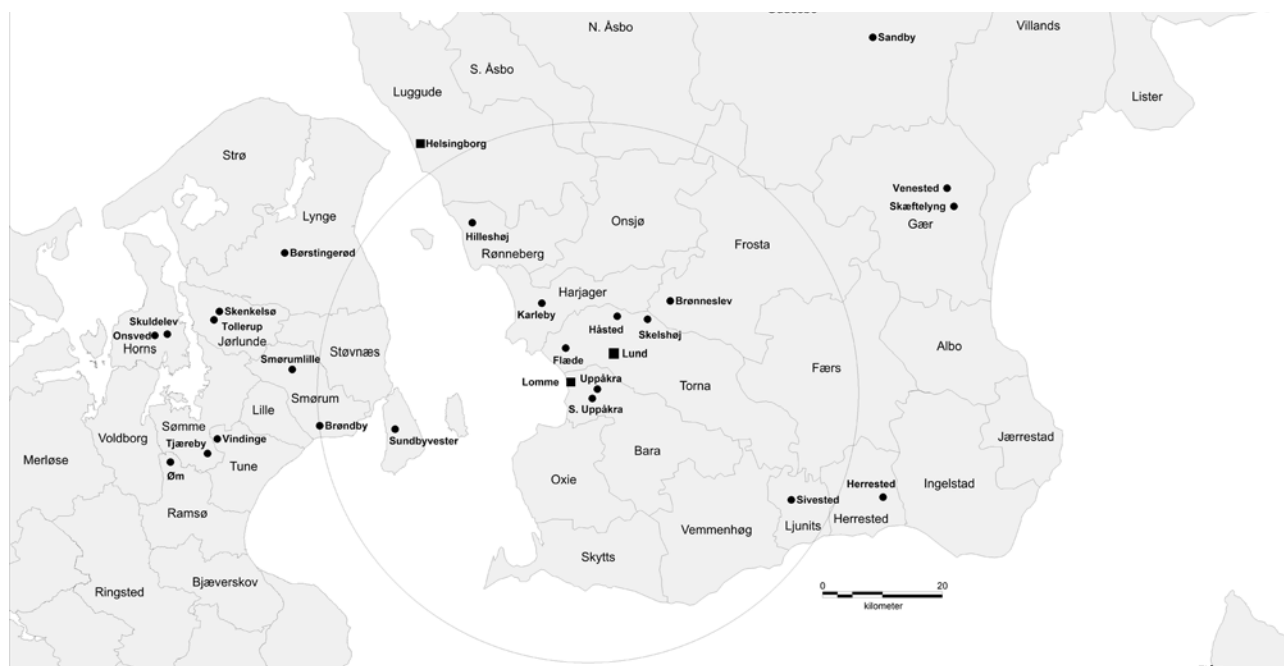 N. Åsbo
Villands
Sandby
S. Åsbo
Luggude
Lister
Helsingborg
Strø
Venested
Lynge
Skæftelyng
Onsjø
Gær
Hilleshøj
Frosta
Børstingerød
Rønneberg
Harjager
Brønneslev
Karleby
Skenkelsø
Håsted
Skelshøj
Skuldelev
Tollerup
Onsved
Jørlunde
Horns
Støvnæs
Albo
Flæde
Lund
Smørumlille
Færs
Lomme
Uppåkra
Torna
S. Uppåkra
Lille
Smørum
Sømme
Brøndby
Voldborg
Vindinge
Sundbyvester
Jærrestad
Tjæreby
Bara
Merløse
Tune
Øm
Oxie
Herrested
Ingelstad
Sivested
Ramsø
Vemmenhøg
Ljunits
Herrested
Skytts
Bjæverskov
0
20
Ringsted
kilometer